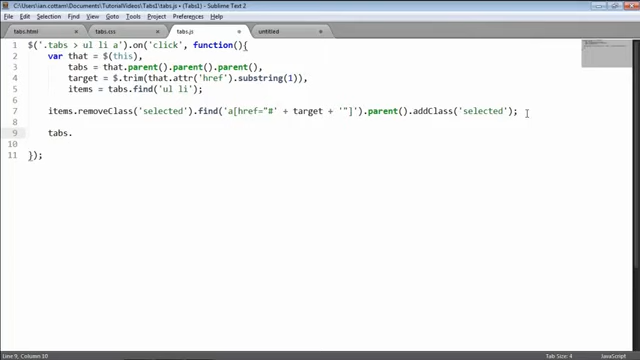 C:\Users\ian.cottam\Documents\TutorialVideos\Tabs1\tabs.js • (Tabs1) - Sublime Text 2
File Edit Selection Find View Goto Tools Project Preferences Help
tabs.html tabs.css tabs.js untitled
1 $('.tabs > ul li a').on('click', function(){
2 var that = $(this),
3 tabs = that.parent().parent().parent(),
4 target = $.trim(that.attr('href').substring(1)),
5 items = tabs.find('ul li');
6
7 items.removeClass('selected').find('a[href="#' + target + '"]').parent().addClass('selected');
8
9 tabs.
10
11 });
Line 9, Column 10 Tab Size: 4 JavaScript